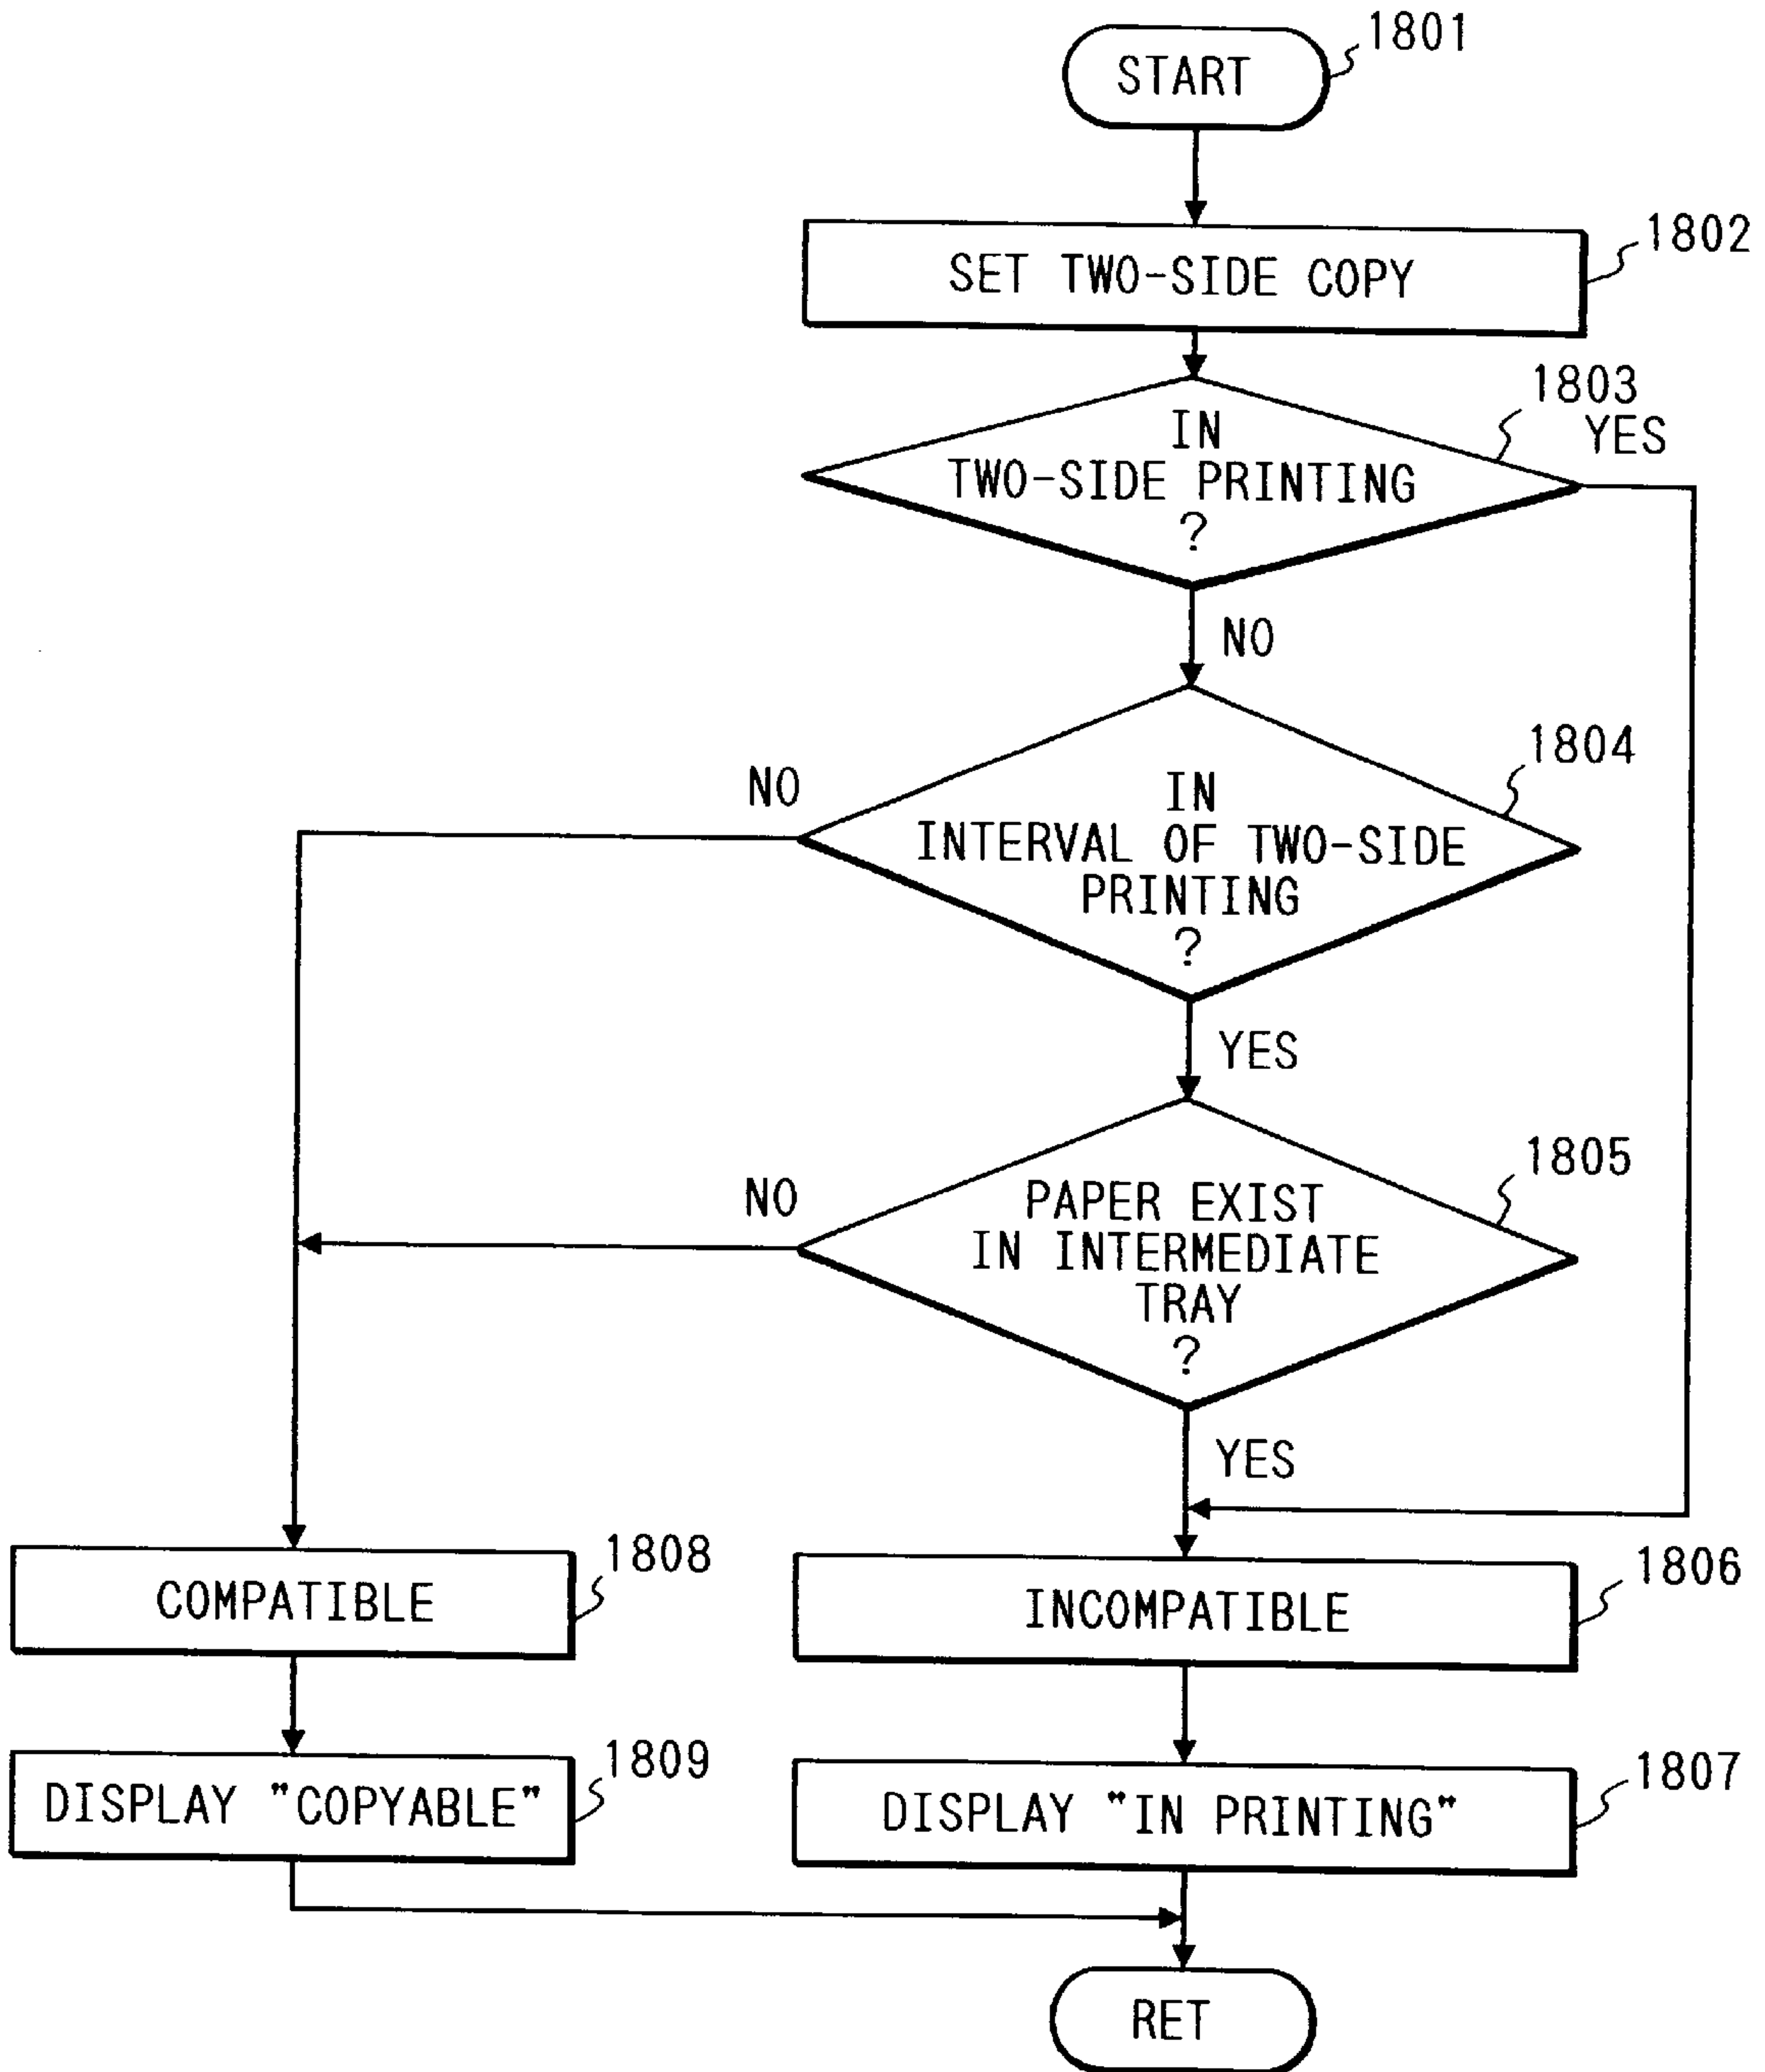 START
1801
SET TWO-SIDE COPY
1802
1803
YES
IN
TWO-SIDE PRINTING
?
NO
1804
NO
IN
INTERVAL OF TWO-SIDE
PRINTING
?
YES
1805
NO
PAPER EXIST
IN INTERMEDIATE
TRAY
?
YES
COMPATIBLE
1808
INCOMPATIBLE
1806
DISPLAY "COPYABLE"
1809
DISPLAY "IN PRINTING"
1807
RET